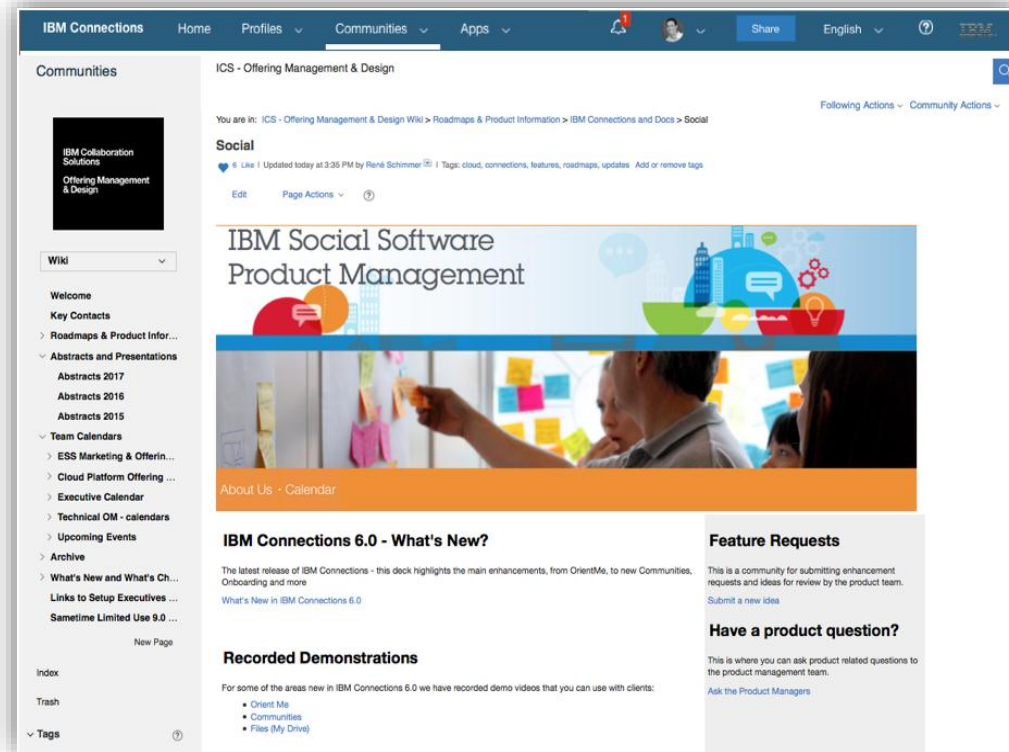 IBM Connections Home Profiles Communities Apps 1 Share English ? IBM
Communities
ICS - Offering Management & Design
Following Actions Community Actions
You are in: ICS - Offering Management & Design Wiki > Roadmaps & Product Information > IBM Connections and Docs > Social
Social
6 Like | Updated today at 3:35 PM by René Schimmer | Tags: cloud, connections, features, roadmaps, updates Add or remove tags
Edit Page Actions ?
IBM Collaboration
Solutions
Offering Management
& Design
Wiki
Welcome
Key Contacts
Roadmaps & Product Infor...
Abstracts and Presentations
Abstracts 2017
Abstracts 2016
Abstracts 2015
Team Calendars
ESS Marketing & Offerin...
Cloud Platform Offering ...
Executive Calendar
Technical OM - calendars
Upcoming Events
Archive
What's New and What's Ch...
Links to Setup Executives ...
Sametime Limited Use 9.0 ...
New Page
Index
Trash
Tags ?
IBM Social Software
Product Management
About Us • Calendar
IBM Connections 6.0 - What's New?
The latest release of IBM Connections - this deck highlights the main enhancements, from OrientMe, to new Communities,
Onboarding and more
What's New in IBM Connections 6.0
Recorded Demonstrations
For some of the areas new in IBM Connections 6.0 we have recorded demo videos that you can use with clients:
• Orient Me
• Communities
• Files (My Drive)
Feature Requests
This is a community for submitting enhancement
requests and ideas for review by the product team.
Submit a new idea
Have a product question?
This is where you can ask product related questions to
the product management team.
Ask the Product Managers